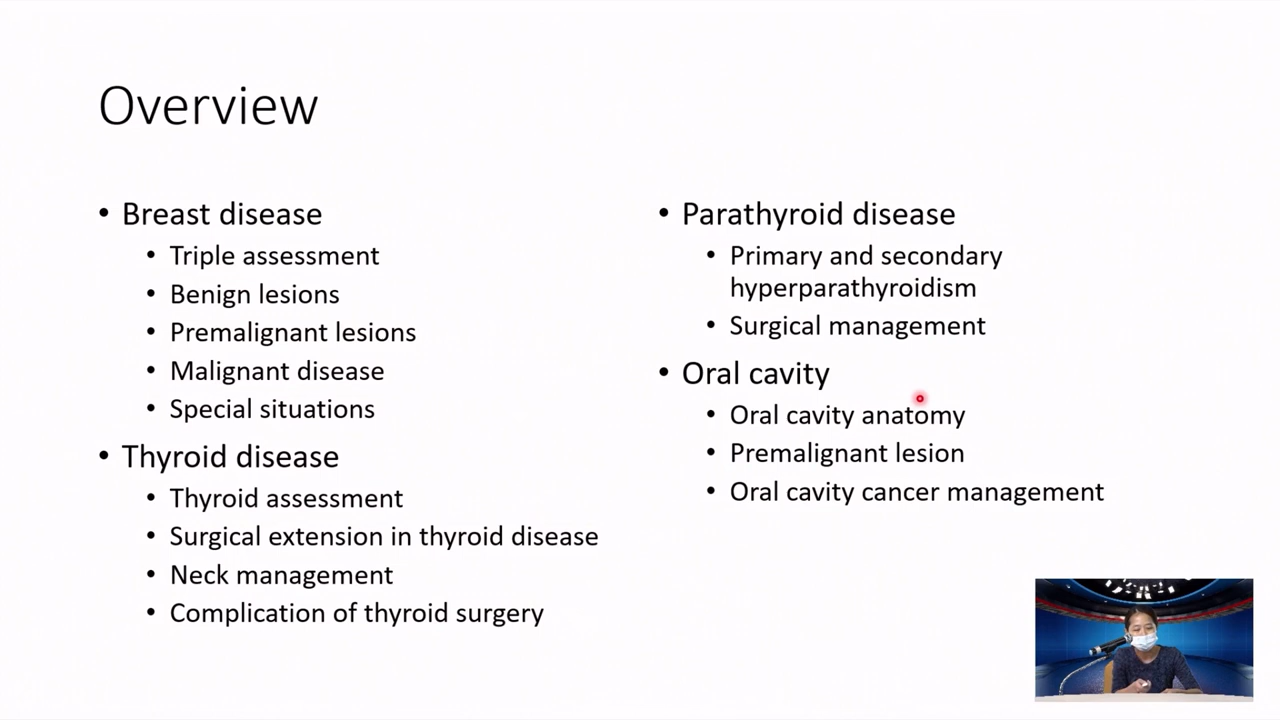 Overview
• Breast disease
• Triple assessment
• Benign lesions
• Premalignant lesions
• Malignant disease
• Special situations
• Thyroid disease
• Thyroid assessment
• Surgical extension in thyroid disease
• Neck management
• Complication of thyroid surgery
• Parathyroid disease
• Primary and secondary
hyperparathyroidism
• Surgical management
• Oral cavity
• Oral cavity anatomy
• Premalignant lesion
• Oral cavity cancer management